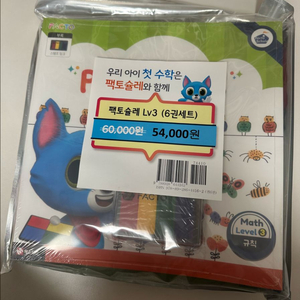 우리 아이 첫 수학은
팩토슐레와 함께
팩토슐레 Lv3 (6권세트)
60,000원 54,000원
Math
Level 3
규칙